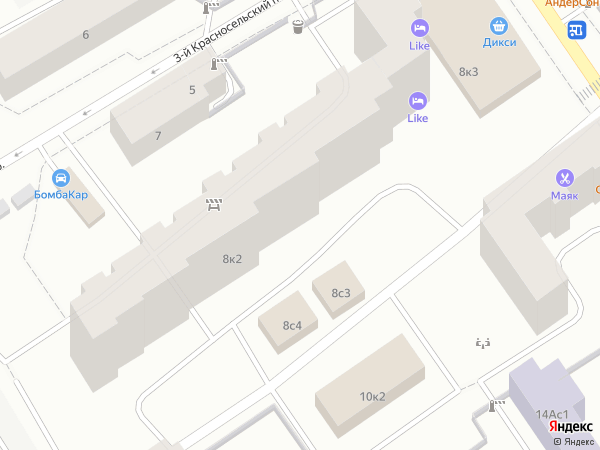 АндерСон
6
3-й Красносельский п
Like
Дикси
8к3
5
Like
7
БомбаКар
Маяк
8к2
8с3
8с4
10к2
14Ас1
Яндекс
© Яндекс